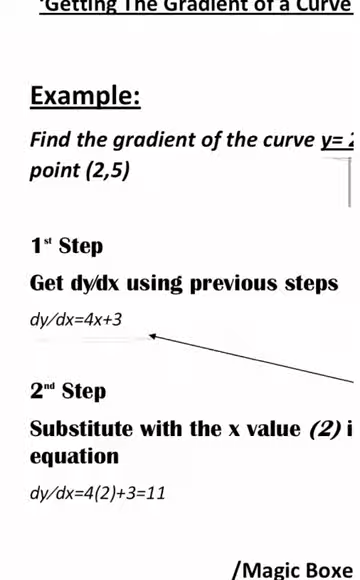 'Getting The Gradient of a Curve
Example:
Find the gradient of the curve y=
point (2,5)
1st Step
Get dy/dx using previous steps
dy/dx=4x+3
2nd Step
Substitute with the x value (2) i
equation
dy/dx=4(2)+3=11
/Magic Boxe